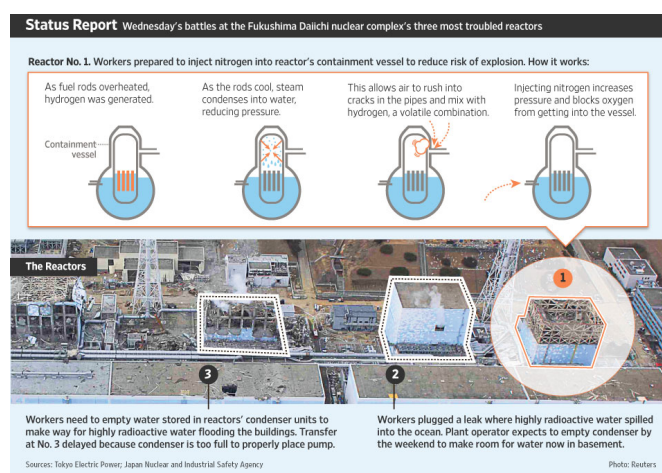 Status Report Wednesday's battles at the Fukushima Daiichi nuclear complex's three most troubled reactors
Reactor No. 1. Workers prepared to inject nitrogen into reactor's containment vessel to reduce risk of explosion. How it works:
As fuel rods overheated,
hydrogen was generated.
Containment
vessel
As the rods cool, steam
condenses into water,
reducing pressure.
This allows air to rush into
cracks in the pipes and mix with
hydrogen, a volatile combination.
Injecting nitrogen increases
pressure and blocks oxygen
from getting into the vessel.
The Reactors
1
3
2
Workers need to empty water stored in reactors' condenser units to
make way for highly radioactive water flooding the buildings. Transfer
at No. 3 delayed because condenser is too full to properly place pump.
Workers plugged a leak where highly radioactive water spilled
into the ocean. Plant operator expects to empty condenser by
the weekend to make room for water now in basement.
Sources: Tokyo Electric Power; Japan Nuclear and Industrial Safety Agency
Photo: Reuters